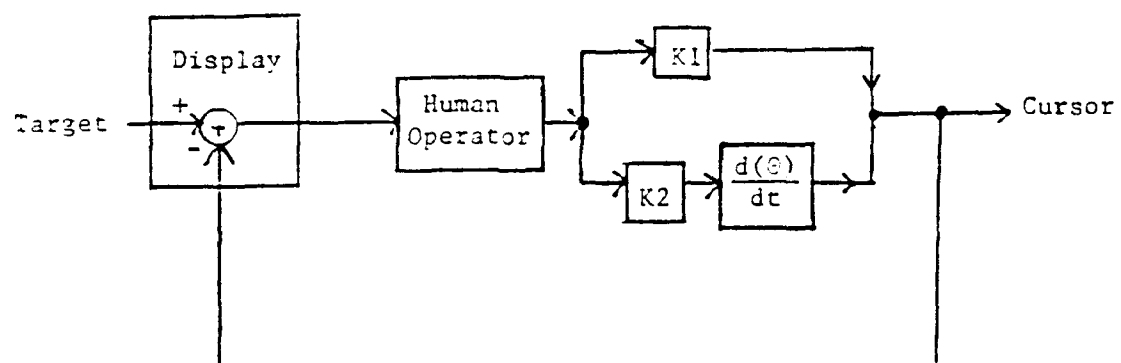 Display
Target
+
+
-
Human
Operator
K1
K2
d(Θ)
dt
Cursor